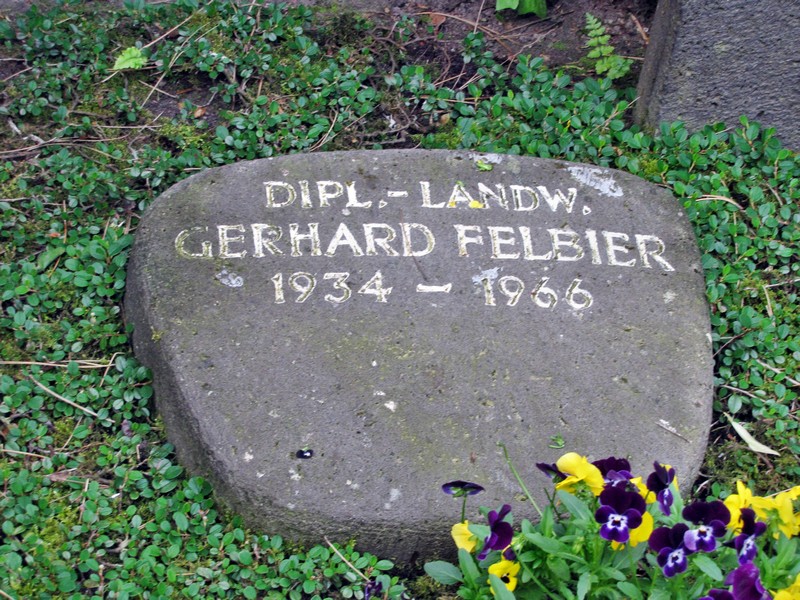 DIPL.-LANDW.
GERHARD FELBIER
1934 - 1966